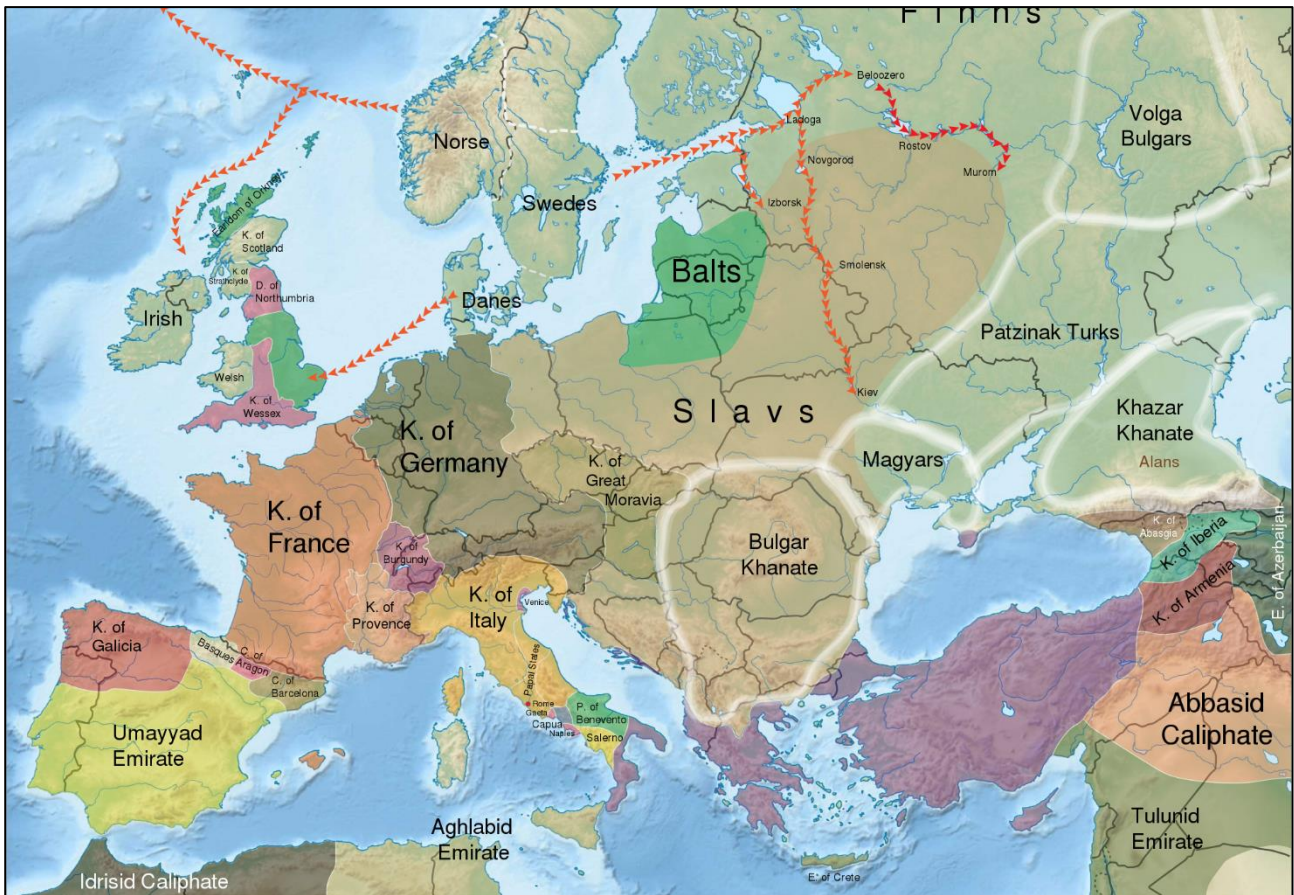 Finns
Beloozero
Volga
Bulgars
Ladoga
Norse
Rostov
Novgorod
Murom
Earldom of Orkney
Swedes
Izborsk
K. of
Scotland
K. of
Strathclyde
Smolensk
Balts
D. of
Northumbria
Danes
Irish
Patzinak Turks
Welsh
K. of
Wessex
Kiev
Slavs
Khazar
Khanate
K. of
Germany
Magyars
Alans
K. of
Great
Moravia
K. of
France
K. of
Abasgia
K. of Iberia
E. of Azerbaijan
K. of
Burgundy
Bulgar
Khanate
K. of Armenia
K. of
Italy
Venice
K. of
Provence
K. of
Galicia
Basques
C. of
Aragon
C. of
Barcelona
Papal States
Abbasid
Caliphate
Rome
Gaeta
P. of
Benevento
Capua
Naples
Salerno
Umayyad
Emirate
Tulunid
Emirate
Aghlabid
Emirate
E. of Crete
Idrisid Caliphate